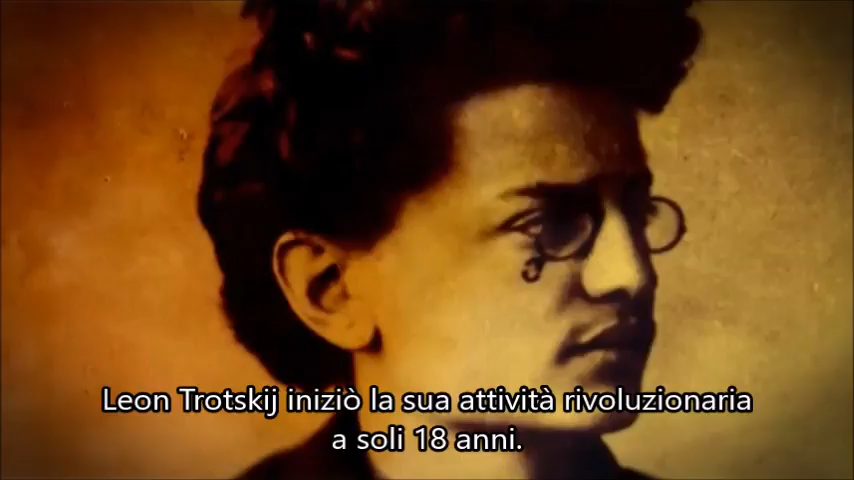 Leon Trotskij iniziò la sua attività rivoluzionaria
a soli 18 anni.